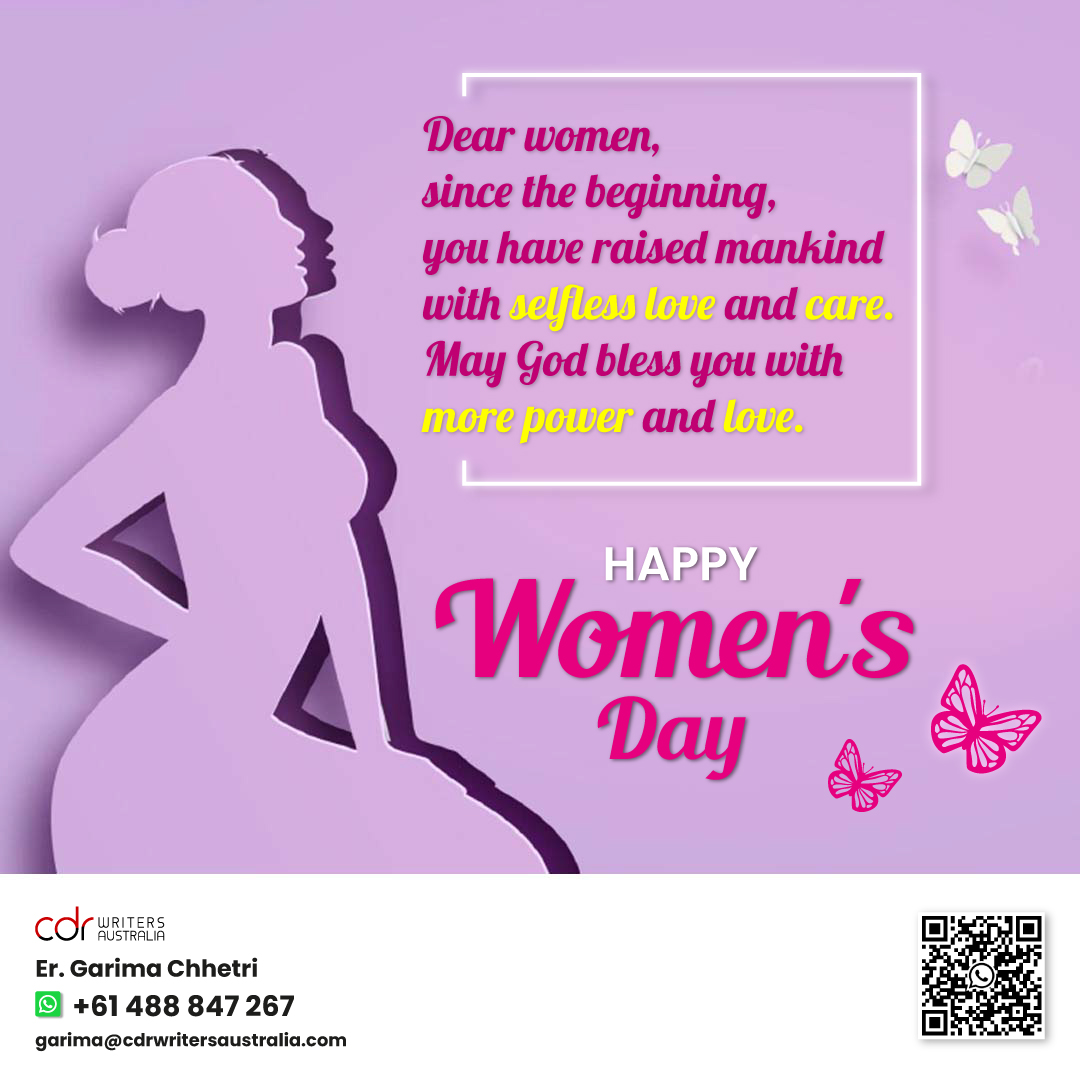 Dear women,
since the beginning,
you have raised mankind
with selfless love and care.
May God bless you with
more power and love.
HAPPY
Women's
Day
cdr WRITERS
AUSTRALIA
Er. Garima Chhetri
+61 488 847 267
garima@cdrwritersaustralia.com